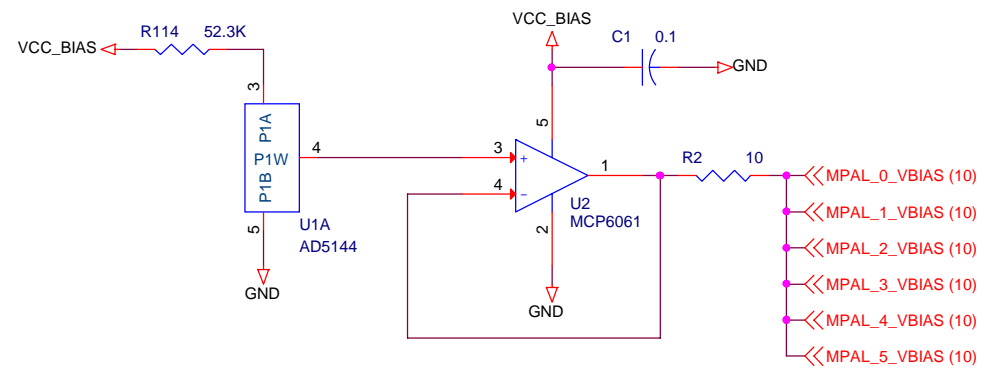 VCC_BIAS
R114 52.3K
3
P1A
P1W
P1B
4
5
U1A
AD5144
GND
VCC_BIAS
C1 0.1
GND
5
3
+
4
-
1
2
U2
MCP6061
GND
R2 10
MPAL_0_VBIAS (10)
MPAL_1_VBIAS (10)
MPAL_2_VBIAS (10)
MPAL_3_VBIAS (10)
MPAL_4_VBIAS (10)
MPAL_5_VBIAS (10)